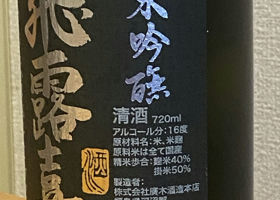 飛露喜
吟醸
酒
清酒 720ml
アルコール分:16度
原材料名:米、米麹
原料米は全て国産
精米歩合:麹米40%
掛米50%
製造者:
株式会社廣木酒造本店